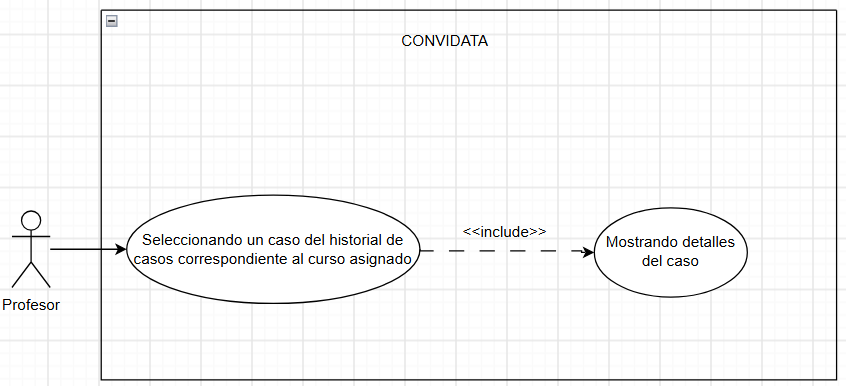 CONVIDATA
<<include>>
Seleccionando un caso del historial de
casos correspondiente al curso asignado
Mostrando detalles
del caso
Profesor